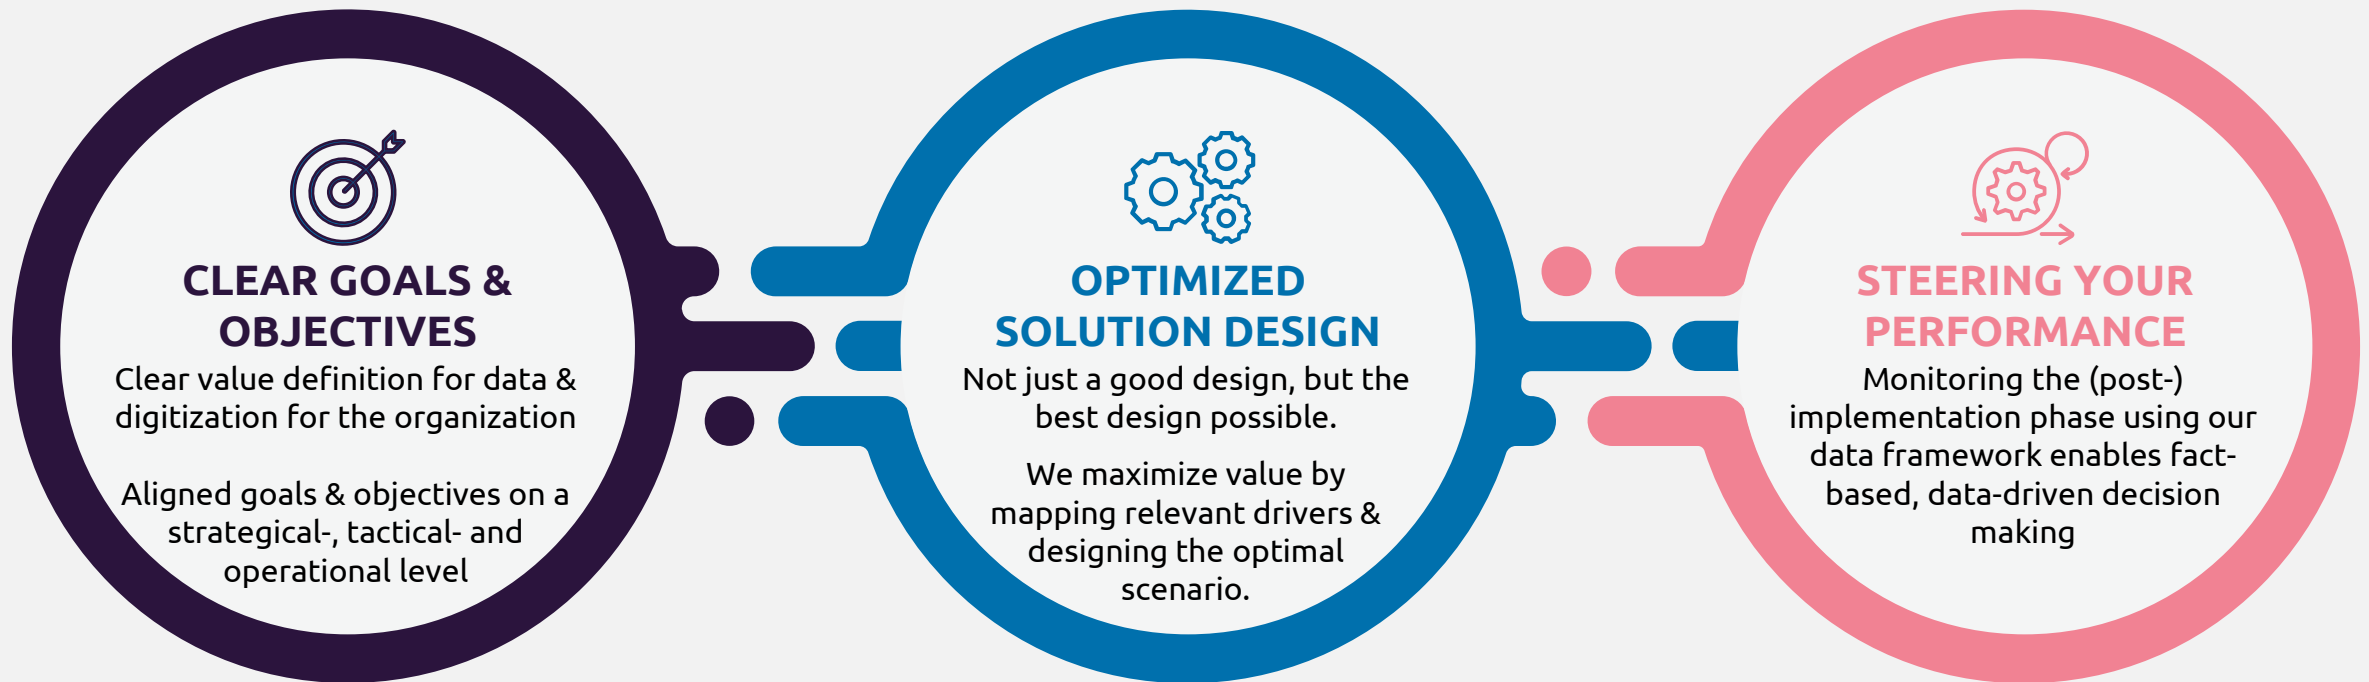 CLEAR GOALS &
OBJECTIVES
Clear value definition for data &
digitization for the organization
Aligned goals & objectives on a
strategical-, tactical- and
operational level
OPTIMIZED
SOLUTION DESIGN
Not just a good design, but the
best design possible.
We maximize value by
mapping relevant drivers &
designing the optimal
scenario.
STEERING YOUR
PERFORMANCE
Monitoring the (post-)
implementation phase using our
data framework enables fact-
based, data-driven decision
making